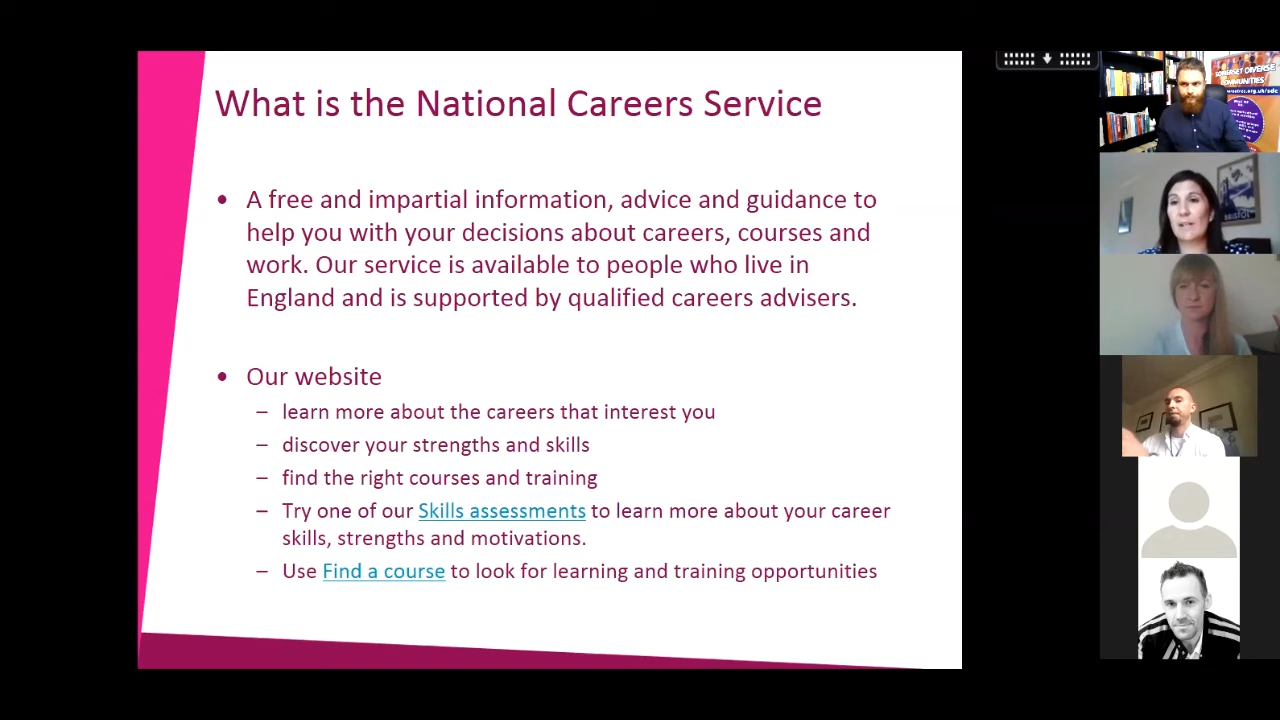 What is the National Careers Service
• A free and impartial information, advice and guidance to
help you with your decisions about careers, courses and
work. Our service is available to people who live in
England and is supported by qualified careers advisers.
• Our website
– learn more about the careers that interest you
– discover your strengths and skills
– find the right courses and training
– Try one of our Skills assessments to learn more about your career
skills, strengths and motivations.
– Use Find a course to look for learning and training opportunities
SOMERSET DIVERSE
COMMUNITIES
BRISTOL